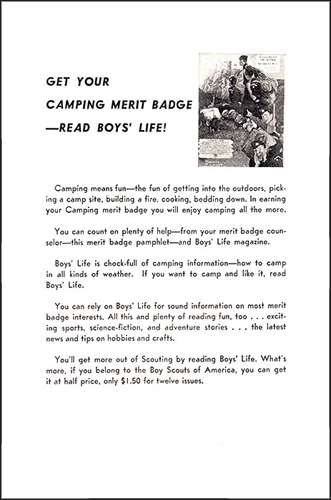 GET YOUR
CAMPING MERIT BADGE
—READ BOYS' LIFE!
Camping means fun—the fun of getting into the outdoors, pick-
ing a camp site, building a fire, cooking, bedding down. In earning
your Camping merit badge you will enjoy camping all the more.
You can count on plenty of help—from your merit badge coun-
selor—this merit badge pamphlet—and Boys' Life magazine.
Boys' Life is chock-full of camping information—how to camp
in all kinds of weather. If you want to camp and like it, read
Boys' Life.
You can rely on Boys' Life for sound information on most merit
badge interests. All this and plenty of reading fun, too . . . excit-
ing sports, science-fiction, and adventure stories . . . the latest
news and tips on hobbies and crafts.
You'll get more out of Scouting by reading Boys' Life. What's
more, if you belong to the Boy Scouts of America, you can get
it at half price, only $1.50 for twelve issues.